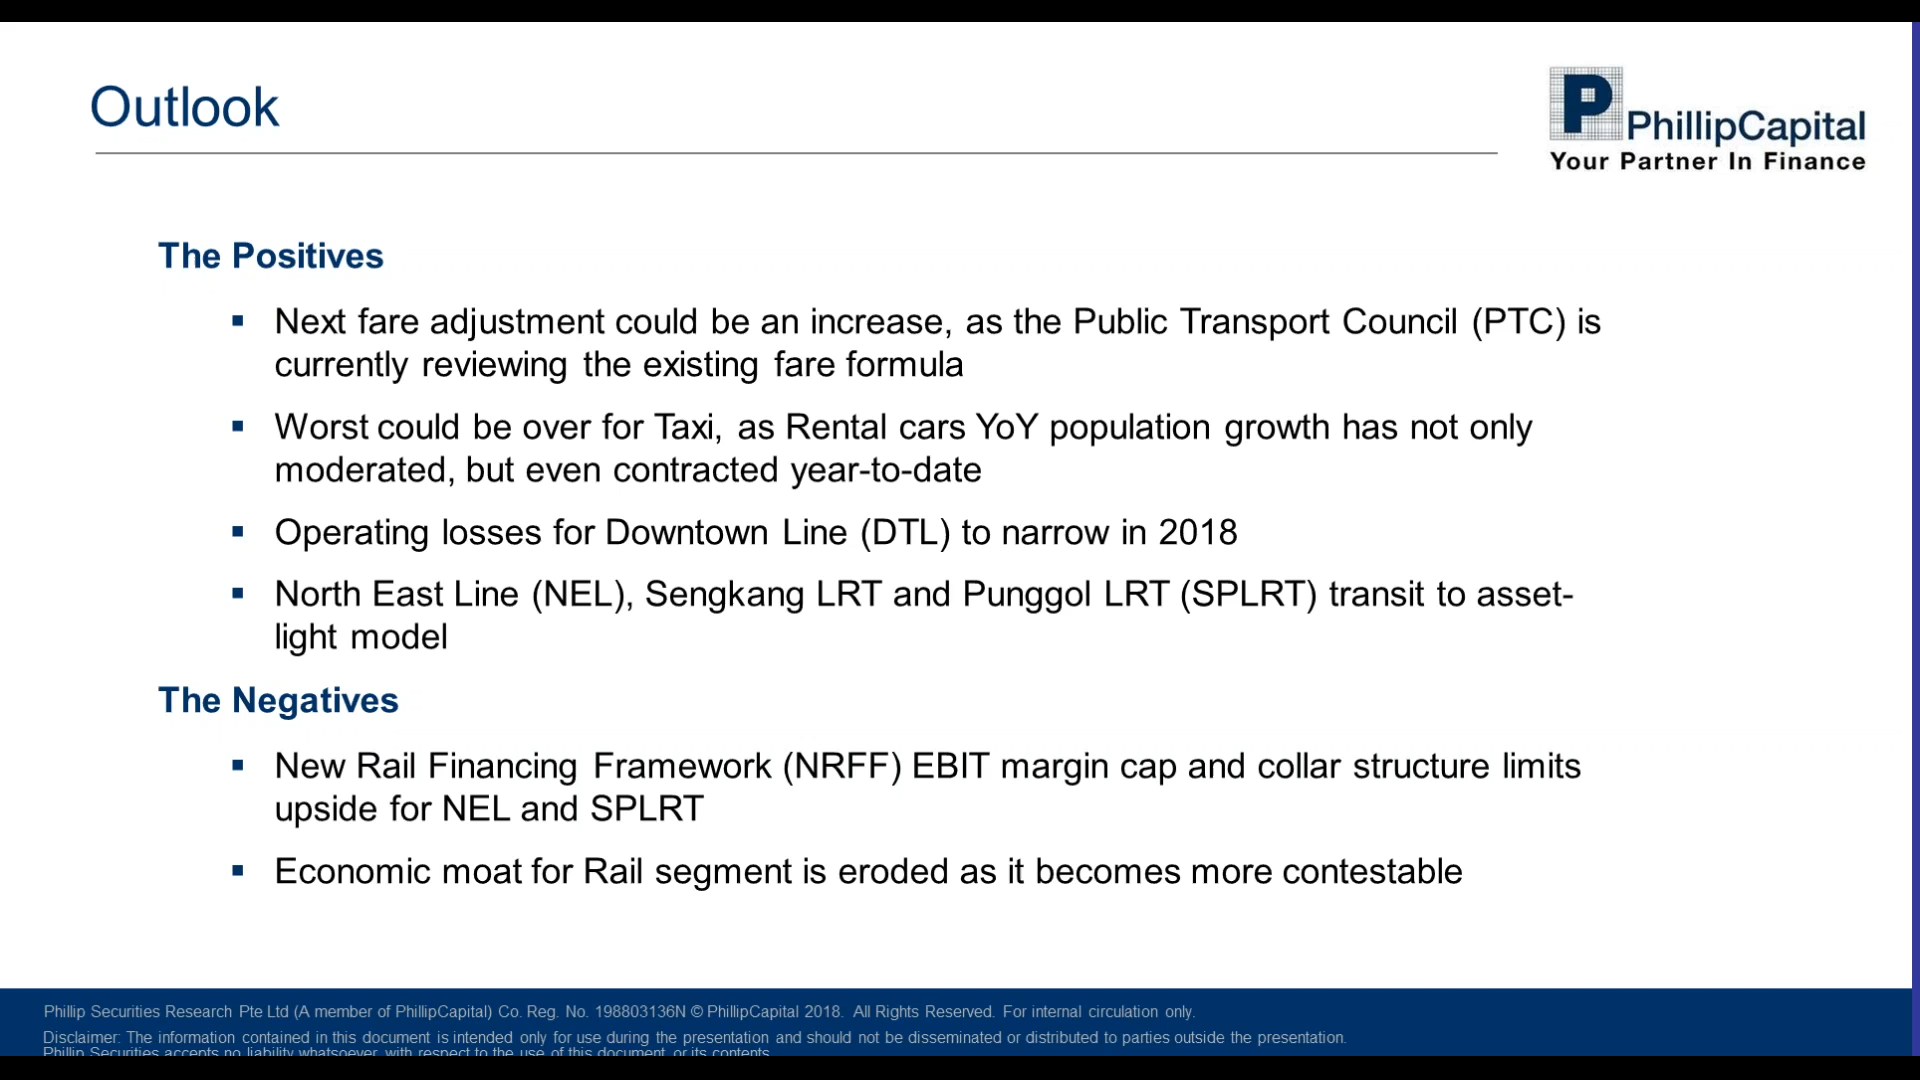 Outlook
P PhillipCapital
Your Partner In Finance
The Positives
▪ Next fare adjustment could be an increase, as the Public Transport Council (PTC) is
currently reviewing the existing fare formula
▪ Worst could be over for Taxi, as Rental cars YoY population growth has not only
moderated, but even contracted year-to-date
▪ Operating losses for Downtown Line (DTL) to narrow in 2018
▪ North East Line (NEL), Sengkang LRT and Punggol LRT (SPLRT) transit to asset-
light model
The Negatives
▪ New Rail Financing Framework (NRFF) EBIT margin cap and collar structure limits
upside for NEL and SPLRT
▪ Economic moat for Rail segment is eroded as it becomes more contestable
Phillip Securities Research Pte Ltd (A member of PhillipCapital) Co. Reg. No. 198803136N © PhillipCapital 2018. All Rights Reserved. For internal circulation only.
Disclaimer: The information contained in this document is intended only for use during the presentation and should not be disseminated or distributed to parties outside the presentation.
Phillip Securities accepts no liability whatsoever with respect to the use of this document or its contents.